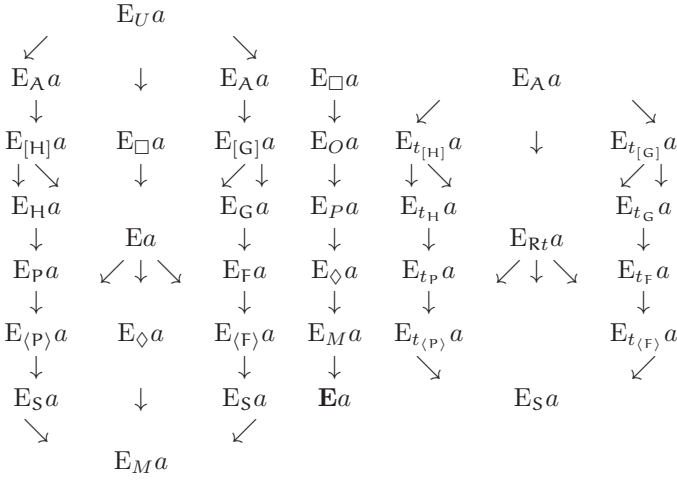 E_U a
↙ ↘
E_A a ↓ E_A a E_□ a E_A a
↓ ↓ ↓ ↙ ↘
E_[H] a E_□ a E_[G] a E_O a E_{t_[H]} a ↓ E_{t_[G]} a
↓ ↘ ↓ ↙ ↓ ↓ ↓ ↘ ↙ ↓
E_H a E_G a E_P a E_{t_H} a E_{t_G} a
↓ Ea ↓ ↓ ↓ E_{Rt} a ↓
E_P a ↙ ↓ ↘ E_F a E_◇ a E_{t_P} a ↙ ↓ ↘ E_{t_F} a
↓ ↓ ↓ ↓ ↓
E_⟨P⟩ a E_◇ a E_⟨F⟩ a E_M a E_{t_⟨P⟩} a E_{t_⟨F⟩} a
↓ ↓ ↓ ↘ ↙
E_S a ↓ E_S a **E**a E_S a
↘ ↙
E_M a